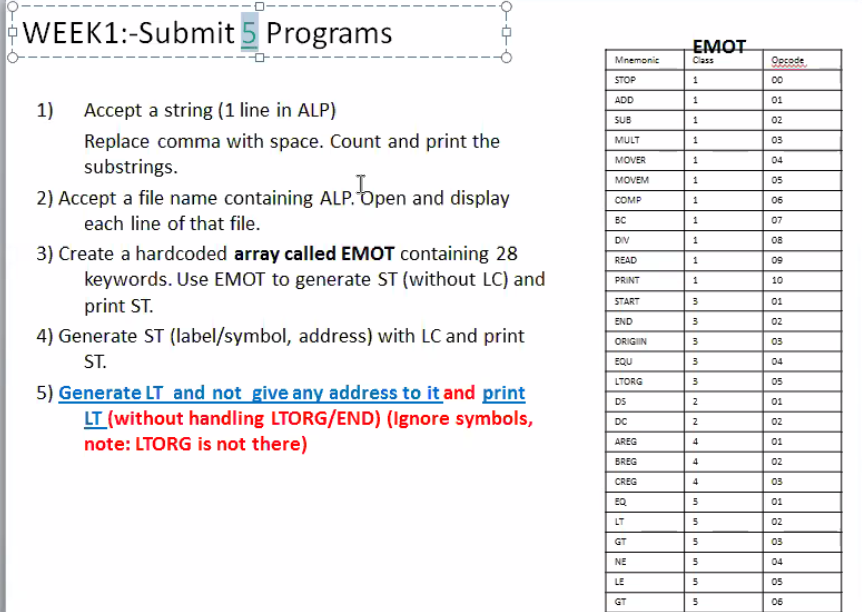 WEEK1:-Submit 5 Programs
1) Accept a string (1 line in ALP)
Replace comma with space. Count and print the
substrings.
2) Accept a file name containing ALP. Open and display
each line of that file.
3) Create a hardcoded array called EMOT containing 28
keywords. Use EMOT to generate ST (without LC) and
print ST.
4) Generate ST (label/symbol, address) with LC and print
ST.
5) Generate LT and not give any address to it and print
LT (without handling LTORG/END) (Ignore symbols,
note: LTORG is not there)
EMOT
Mnemonic Class Opcode
STOP 1 00
ADD 1 01
SUB 1 02
MULT 1 03
MOVER 1 04
MOVEM 1 05
COMP 1 06
BC 1 07
DIV 1 08
READ 1 09
PRINT 1 10
START 3 01
END 3 02
ORIGIIN 3 03
EQU 3 04
LTORG 3 05
DS 2 01
DC 2 02
AREG 4 01
BREG 4 02
CREG 4 03
EQ 5 01
LT 5 02
GT 5 03
NE 5 04
LE 5 05
GT 5 06